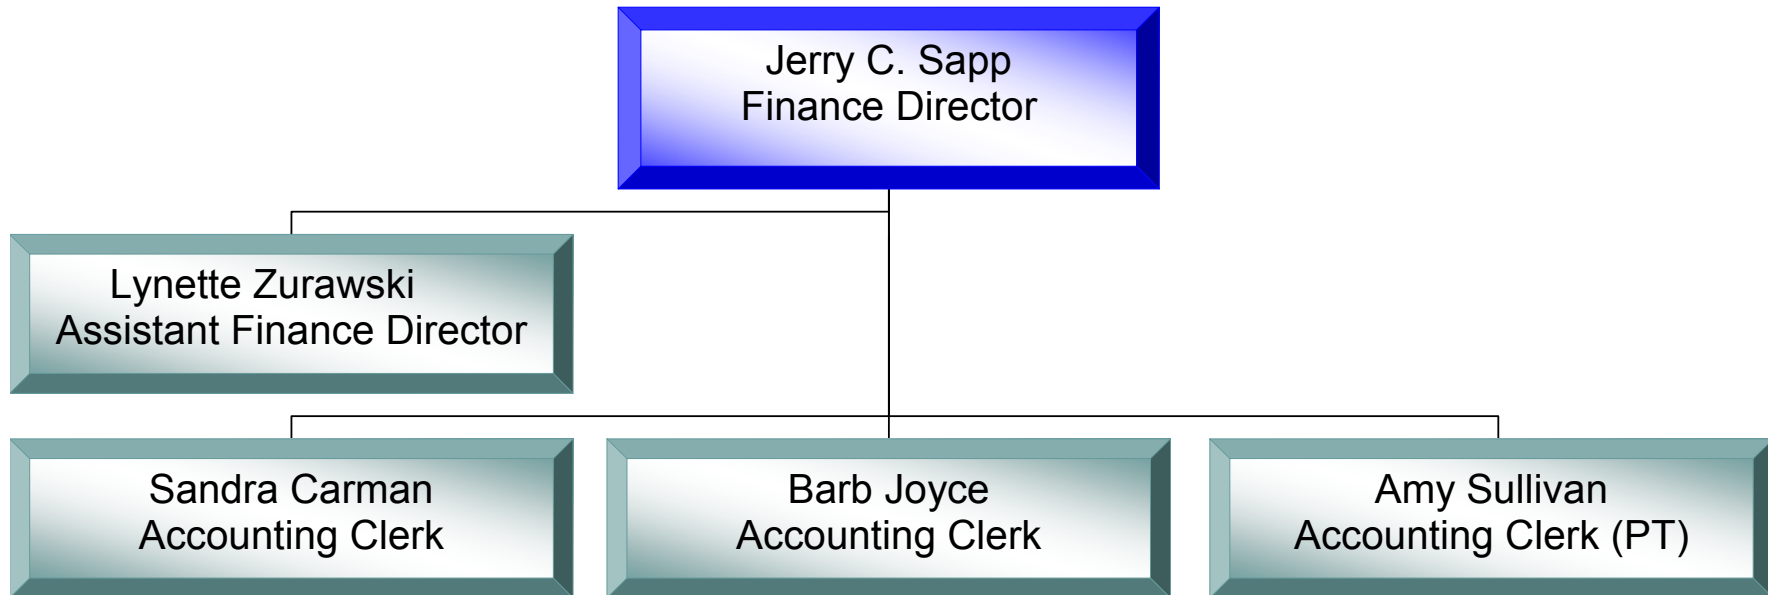 Jerry C. Sapp
Finance Director
Lynette Zurawski
Assistant Finance Director
Sandra Carman
Accounting Clerk
Barb Joyce
Accounting Clerk
Amy Sullivan
Accounting Clerk (PT)